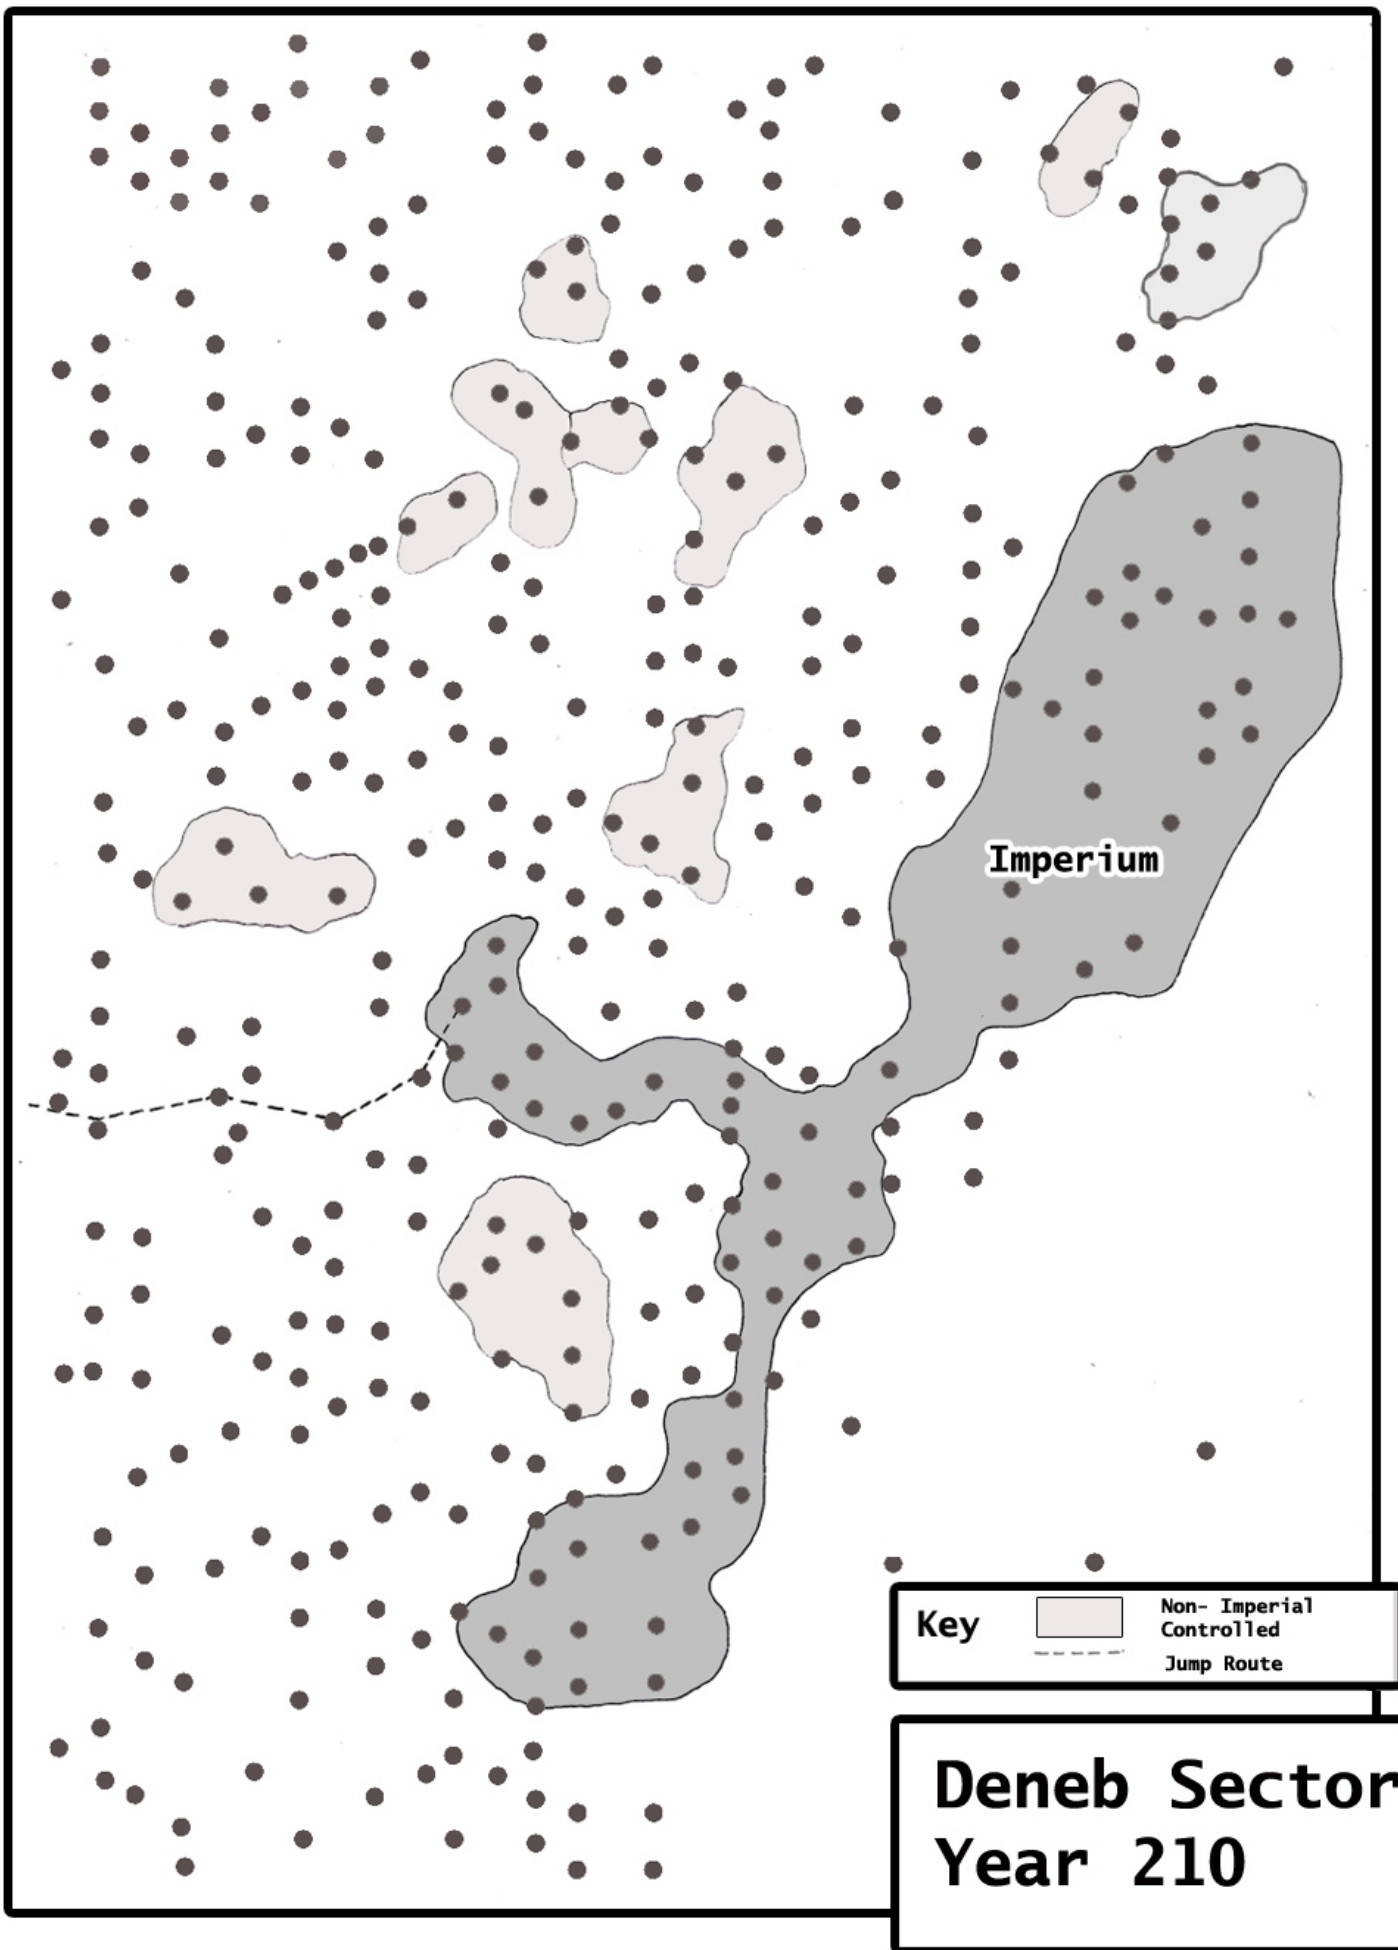 Imperium
Key
Non- Imperial
Controlled
Jump Route
Deneb Sector
Year 210